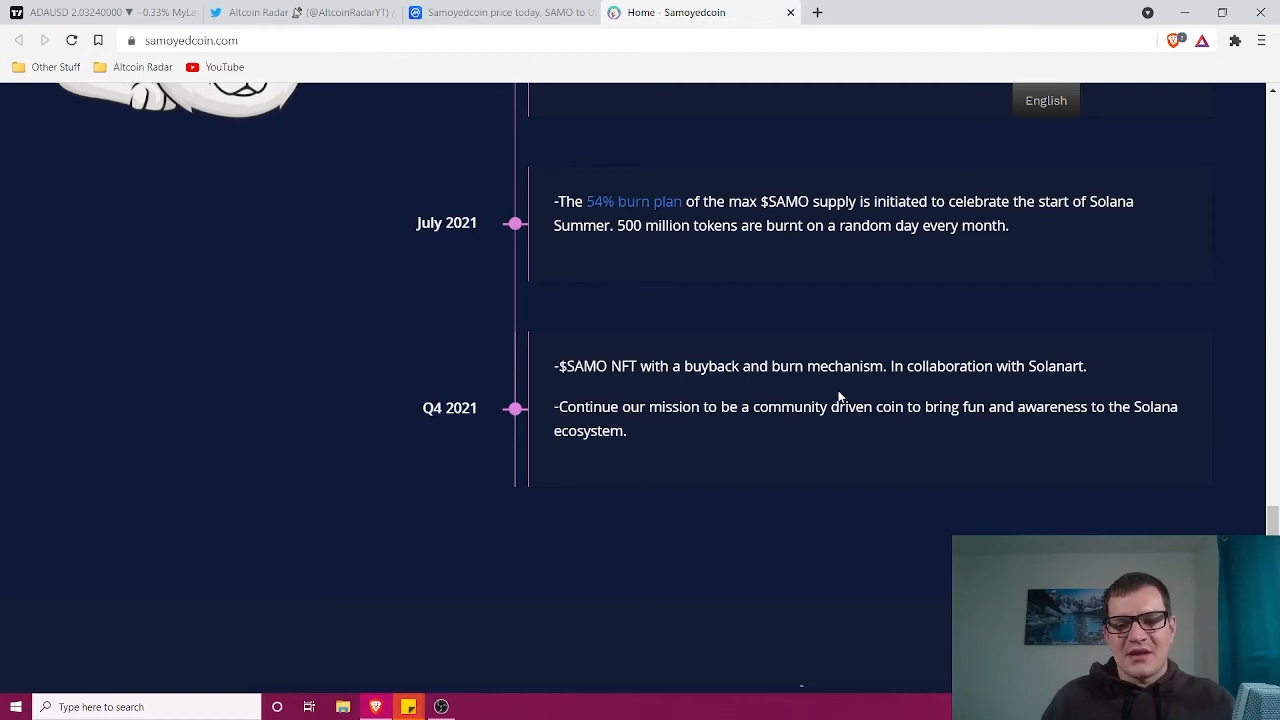 ADAUSD 2.03240000 ▼ −0.33% MyLa
Altcoin Radar (@AltcoinRadarYT) /
Samoyedcoin price today, SAMO to U
Home - Samoyedcoin
samoyedcoin.com
Other Stuff
Altcoin Radar
YouTube
English
July 2021
-The 54% burn plan of the max $SAMO supply is initiated to celebrate the start of Solana
Summer. 500 million tokens are burnt on a random day every month.
Q4 2021
-$SAMO NFT with a buyback and burn mechanism. In collaboration with Solanart.
-Continue our mission to be a community driven coin to bring fun and awareness to the Solana
ecosystem.
Type here to search